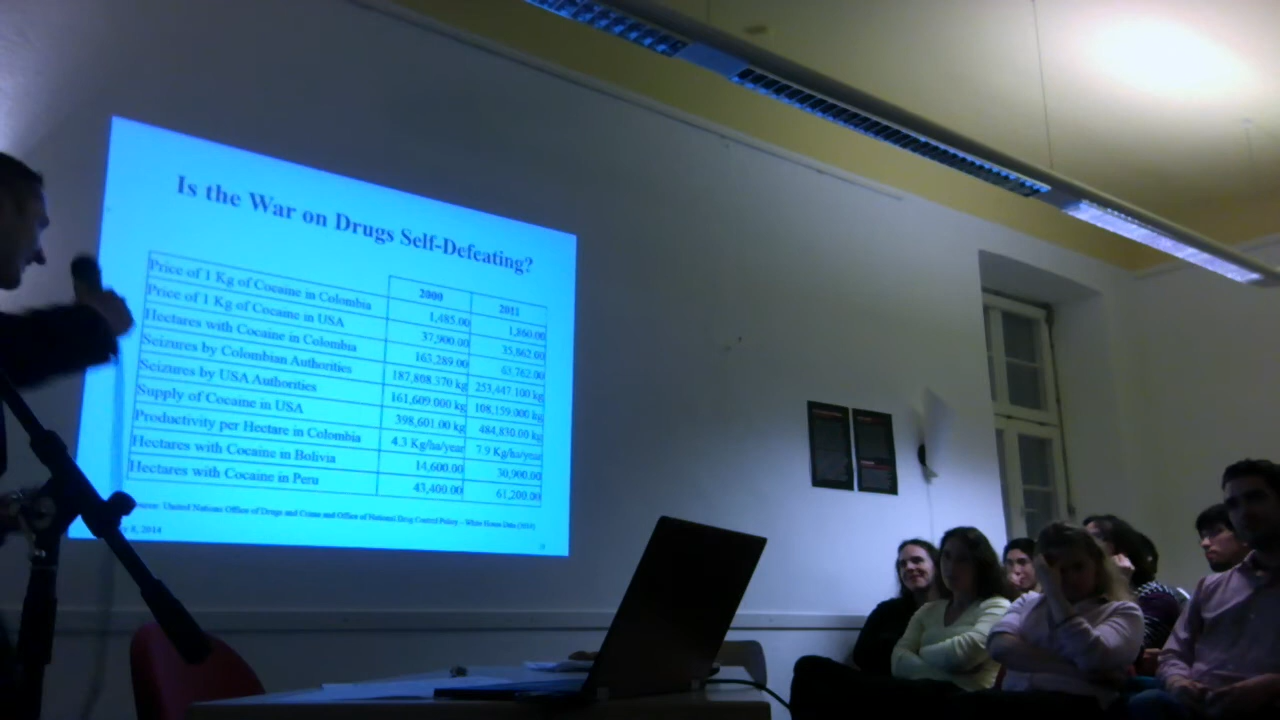 Is the War on Drugs Self-Defeating?
2000 2011
Price of 1 Kg of Cocaine in Colombia 1,485.00 1,860.00
Price of 1 Kg of Cocaine in USA 37,900.00 35,862.00
Hectares with Cocaine in Colombia 163,289.00 63,762.00
Seizures by Colombian Authorities 187,808.370 kg 253,447.100 kg
Seizures by USA Authorities 161,609.000 kg 108,159.000 kg
Supply of Cocaine in USA 398,601.00 kg 484,830.00 kg
Productivity per Hectare in Colombia 4.3 Kg/ha/year 7.9 Kg/ha/year
Hectares with Cocaine in Bolivia 14,600.00 30,900.00
Hectares with Cocaine in Peru 43,400.00 61,200.00
United Nations Office of Drugs and Crime and Office of National Drug Control Policy – White House Data
8, 2014